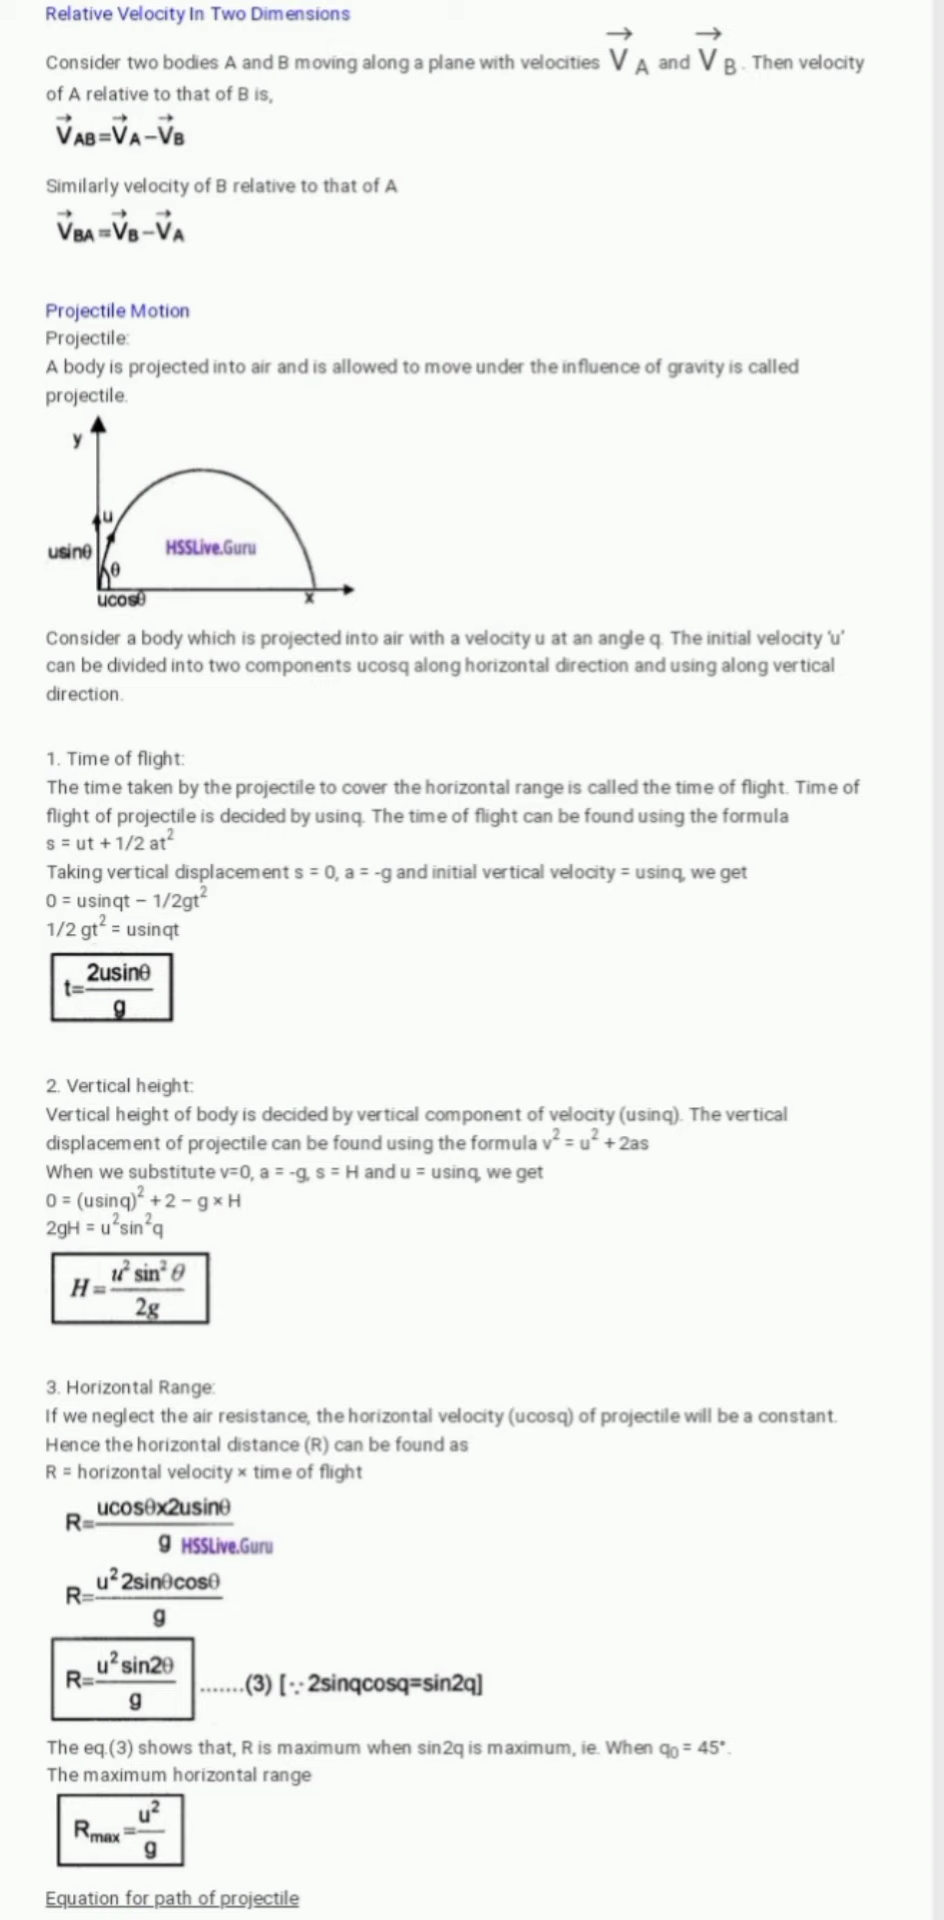 Relative Velocity In Two Dimensions
Consider two bodies A and B moving along a plane with velocities V⃗ A and V⃗ B. Then velocity
of A relative to that of B is,
V⃗AB=V⃗A–V⃗B
Similarly velocity of B relative to that of A
V⃗BA=V⃗B–V⃗A
Projectile Motion
Projectile:
A body is projected into air and is allowed to move under the influence of gravity is called
projectile.
y
u
usinθ
HSSLive.Guru
θ
ucosθ
x
Consider a body which is projected into air with a velocity u at an angle q. The initial velocity 'u'
can be divided into two components ucosq along horizontal direction and using along vertical
direction.
1. Time of flight:
The time taken by the projectile to cover the horizontal range is called the time of flight. Time of
flight of projectile is decided by usinq. The time of flight can be found using the formula
s = ut + 1/2 at²
Taking vertical displacement s = 0, a = -g and initial vertical velocity = usinq, we get
0 = usinqt – 1/2gt²
1/2 gt² = usinqt
t=2usinθ/g
2. Vertical height:
Vertical height of body is decided by vertical component of velocity (usinq). The vertical
displacement of projectile can be found using the formula v² = u² + 2as
When we substitute v=0, a = -g, s = H and u = usinq, we get
0 = (usinq)² + 2 – g × H
2gH = u²sin²q
H = u² sin² θ/2g
3. Horizontal Range:
If we neglect the air resistance, the horizontal velocity (ucosq) of projectile will be a constant.
Hence the horizontal distance (R) can be found as
R = horizontal velocity × time of flight
R=ucosθx2usinθ/g
HSSLive.Guru
R=u² 2sinθcosθ/g
R=u² sin2θ/g .......(3) [∵ 2sinqcosq=sin2q]
The eq.(3) shows that, R is maximum when sin2q is maximum, ie. When q₀ = 45°.
The maximum horizontal range
Rmax=u²/g
Equation for path of projectile